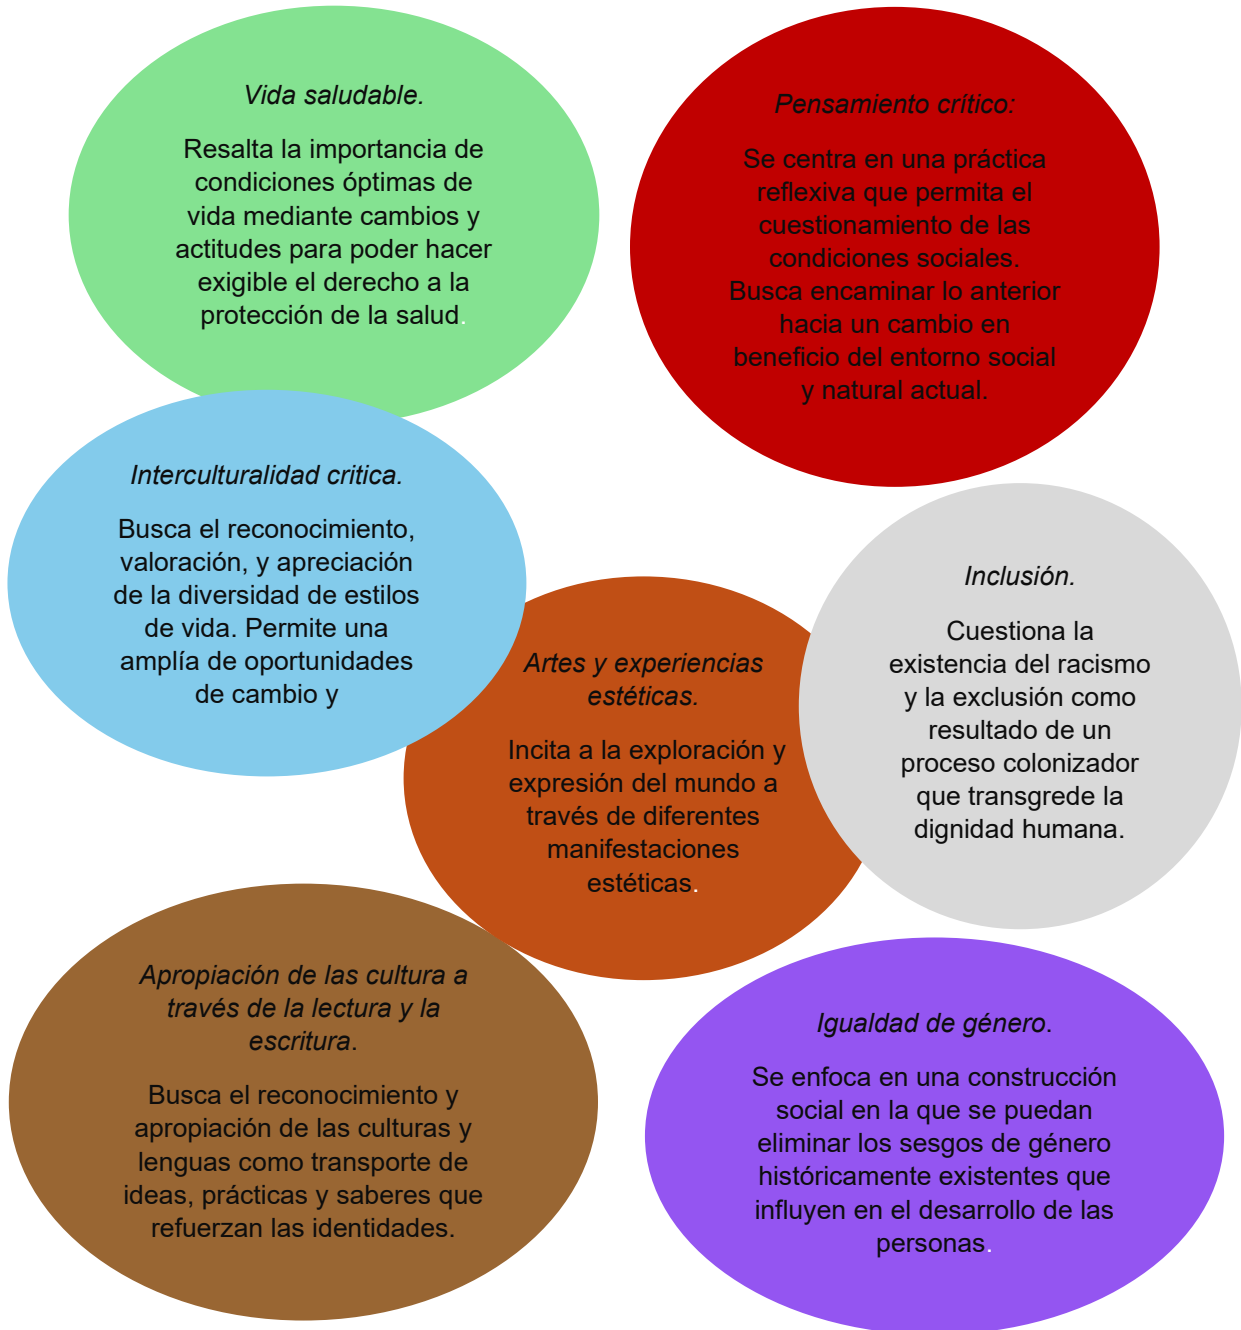 Vida saludable.
Resalta la importancia de
condiciones óptimas de
vida mediante cambios y
actitudes para poder hacer
exigible el derecho a la
protección de la salud.
Pensamiento crítico:
Se centra en una práctica
reflexiva que permita el
cuestionamiento de las
condiciones sociales.
Busca encaminar lo anterior
hacia un cambio en
beneficio del entorno social
y natural actual.
Interculturalidad critica.
Busca el reconocimiento,
valoración, y apreciación
de la diversidad de estilos
de vida. Permite una
amplía de oportunidades
de cambio y
Inclusión.
Cuestiona la
existencia del racismo
y la exclusión como
resultado de un
proceso colonizador
que transgrede la
dignidad humana.
Artes y experiencias
estéticas.
Incita a la exploración y
expresión del mundo a
través de diferentes
manifestaciones
estéticas.
Apropiación de las cultura a
través de la lectura y la
escritura.
Busca el reconocimiento y
apropiación de las culturas y
lenguas como transporte de
ideas, prácticas y saberes que
refuerzan las identidades.
Igualdad de género.
Se enfoca en una construcción
social en la que se puedan
eliminar los sesgos de género
históricamente existentes que
influyen en el desarrollo de las
personas.